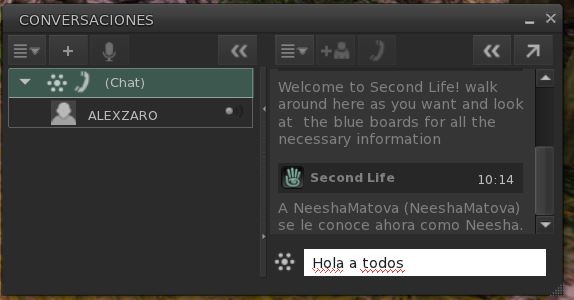 CONVERSACIONES
(Chat)
ALEXZARO
Welcome to Second Life! walk
around here as you want and look
at the blue boards for all the
necessary information
Second Life 10:14
A NeeshaMatova (NeeshaMatova)
se le conoce ahora como Neesha.
Hola a todos